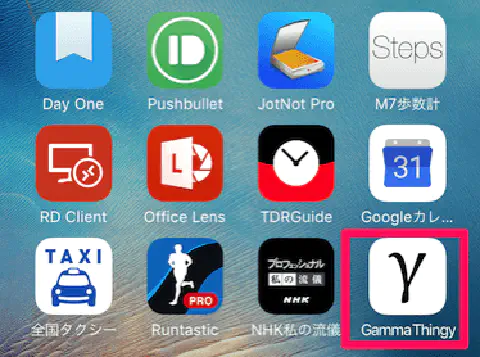 Steps
Day One
Pushbullet
JotNot Pro
M7歩数計
L
31
RD Client
Office Lens
TDRGuide
Googleカレ...
TAXI
PRO
プロフェッショナル
私の流儀
NHK
γ
全国タクシー
Runtastic
NHK私の流儀
GammaThingy